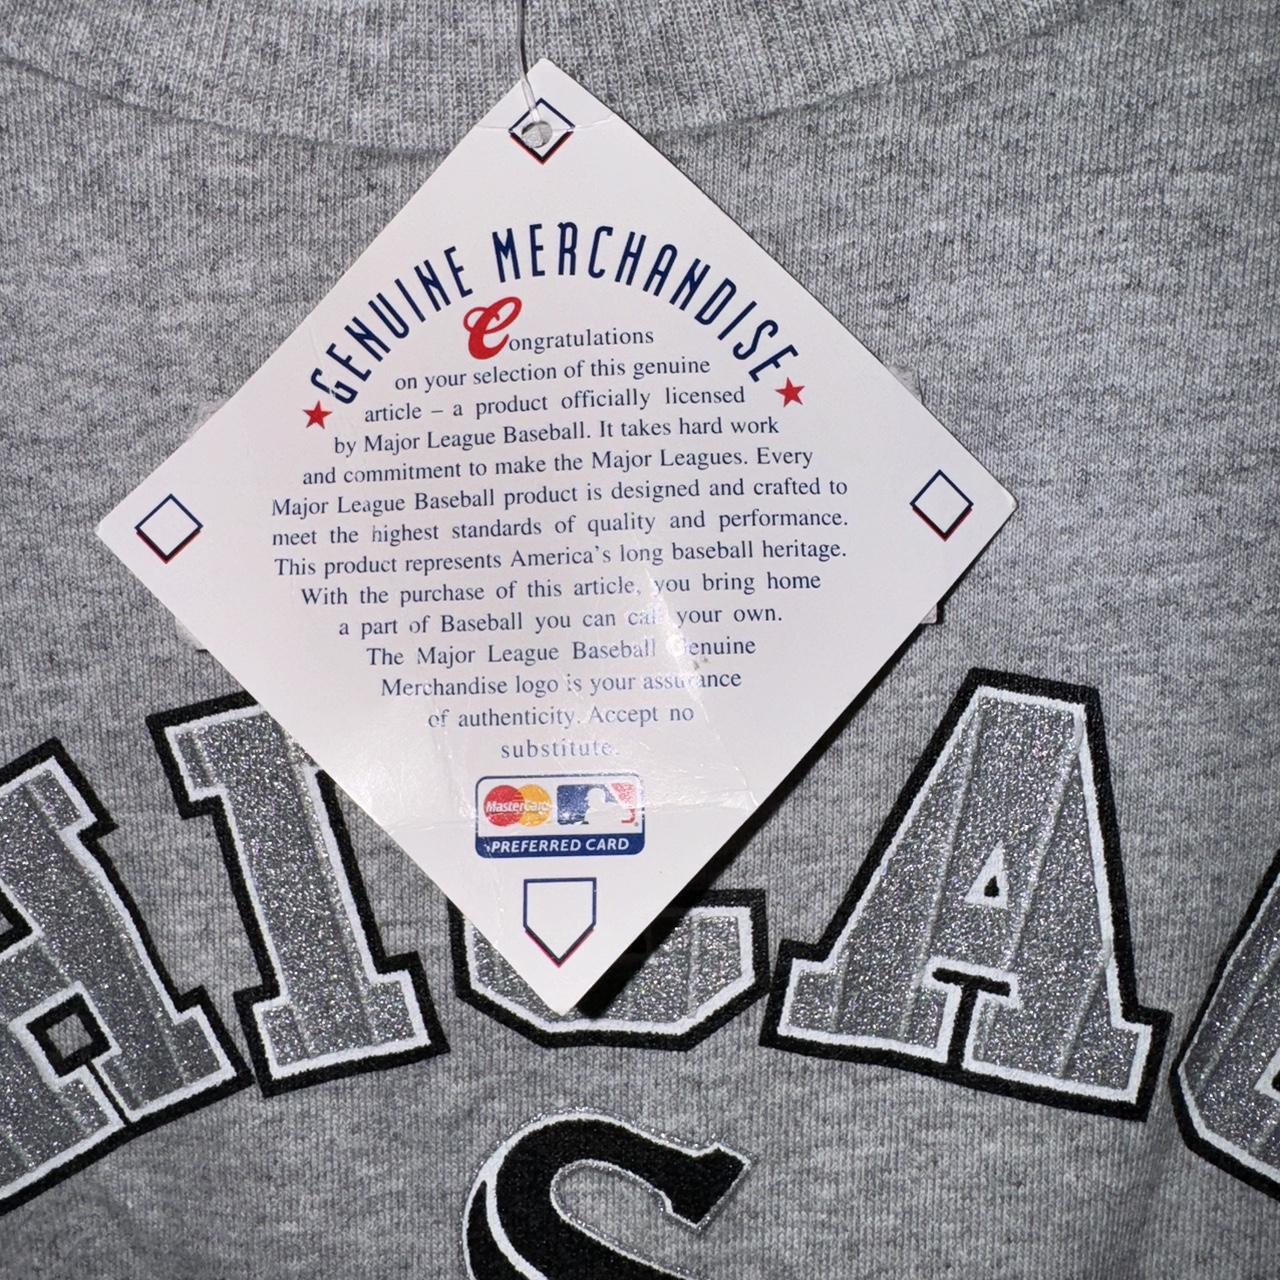 GENUINE MERCHANDISE
Congratulations
on your selection of this genuine
article – a product officially licensed
by Major League Baseball. It takes hard work
and commitment to make the Major Leagues. Every
Major League Baseball product is designed and crafted to
meet the highest standards of quality and performance.
This product represents America's long baseball heritage.
With the purchase of this article, you bring home
a part of Baseball you can call your own.
The Major League Baseball Genuine
Merchandise logo is your assurance
of authenticity. Accept no
substitute.
MasterCard
PREFERRED CARD
HICA
S